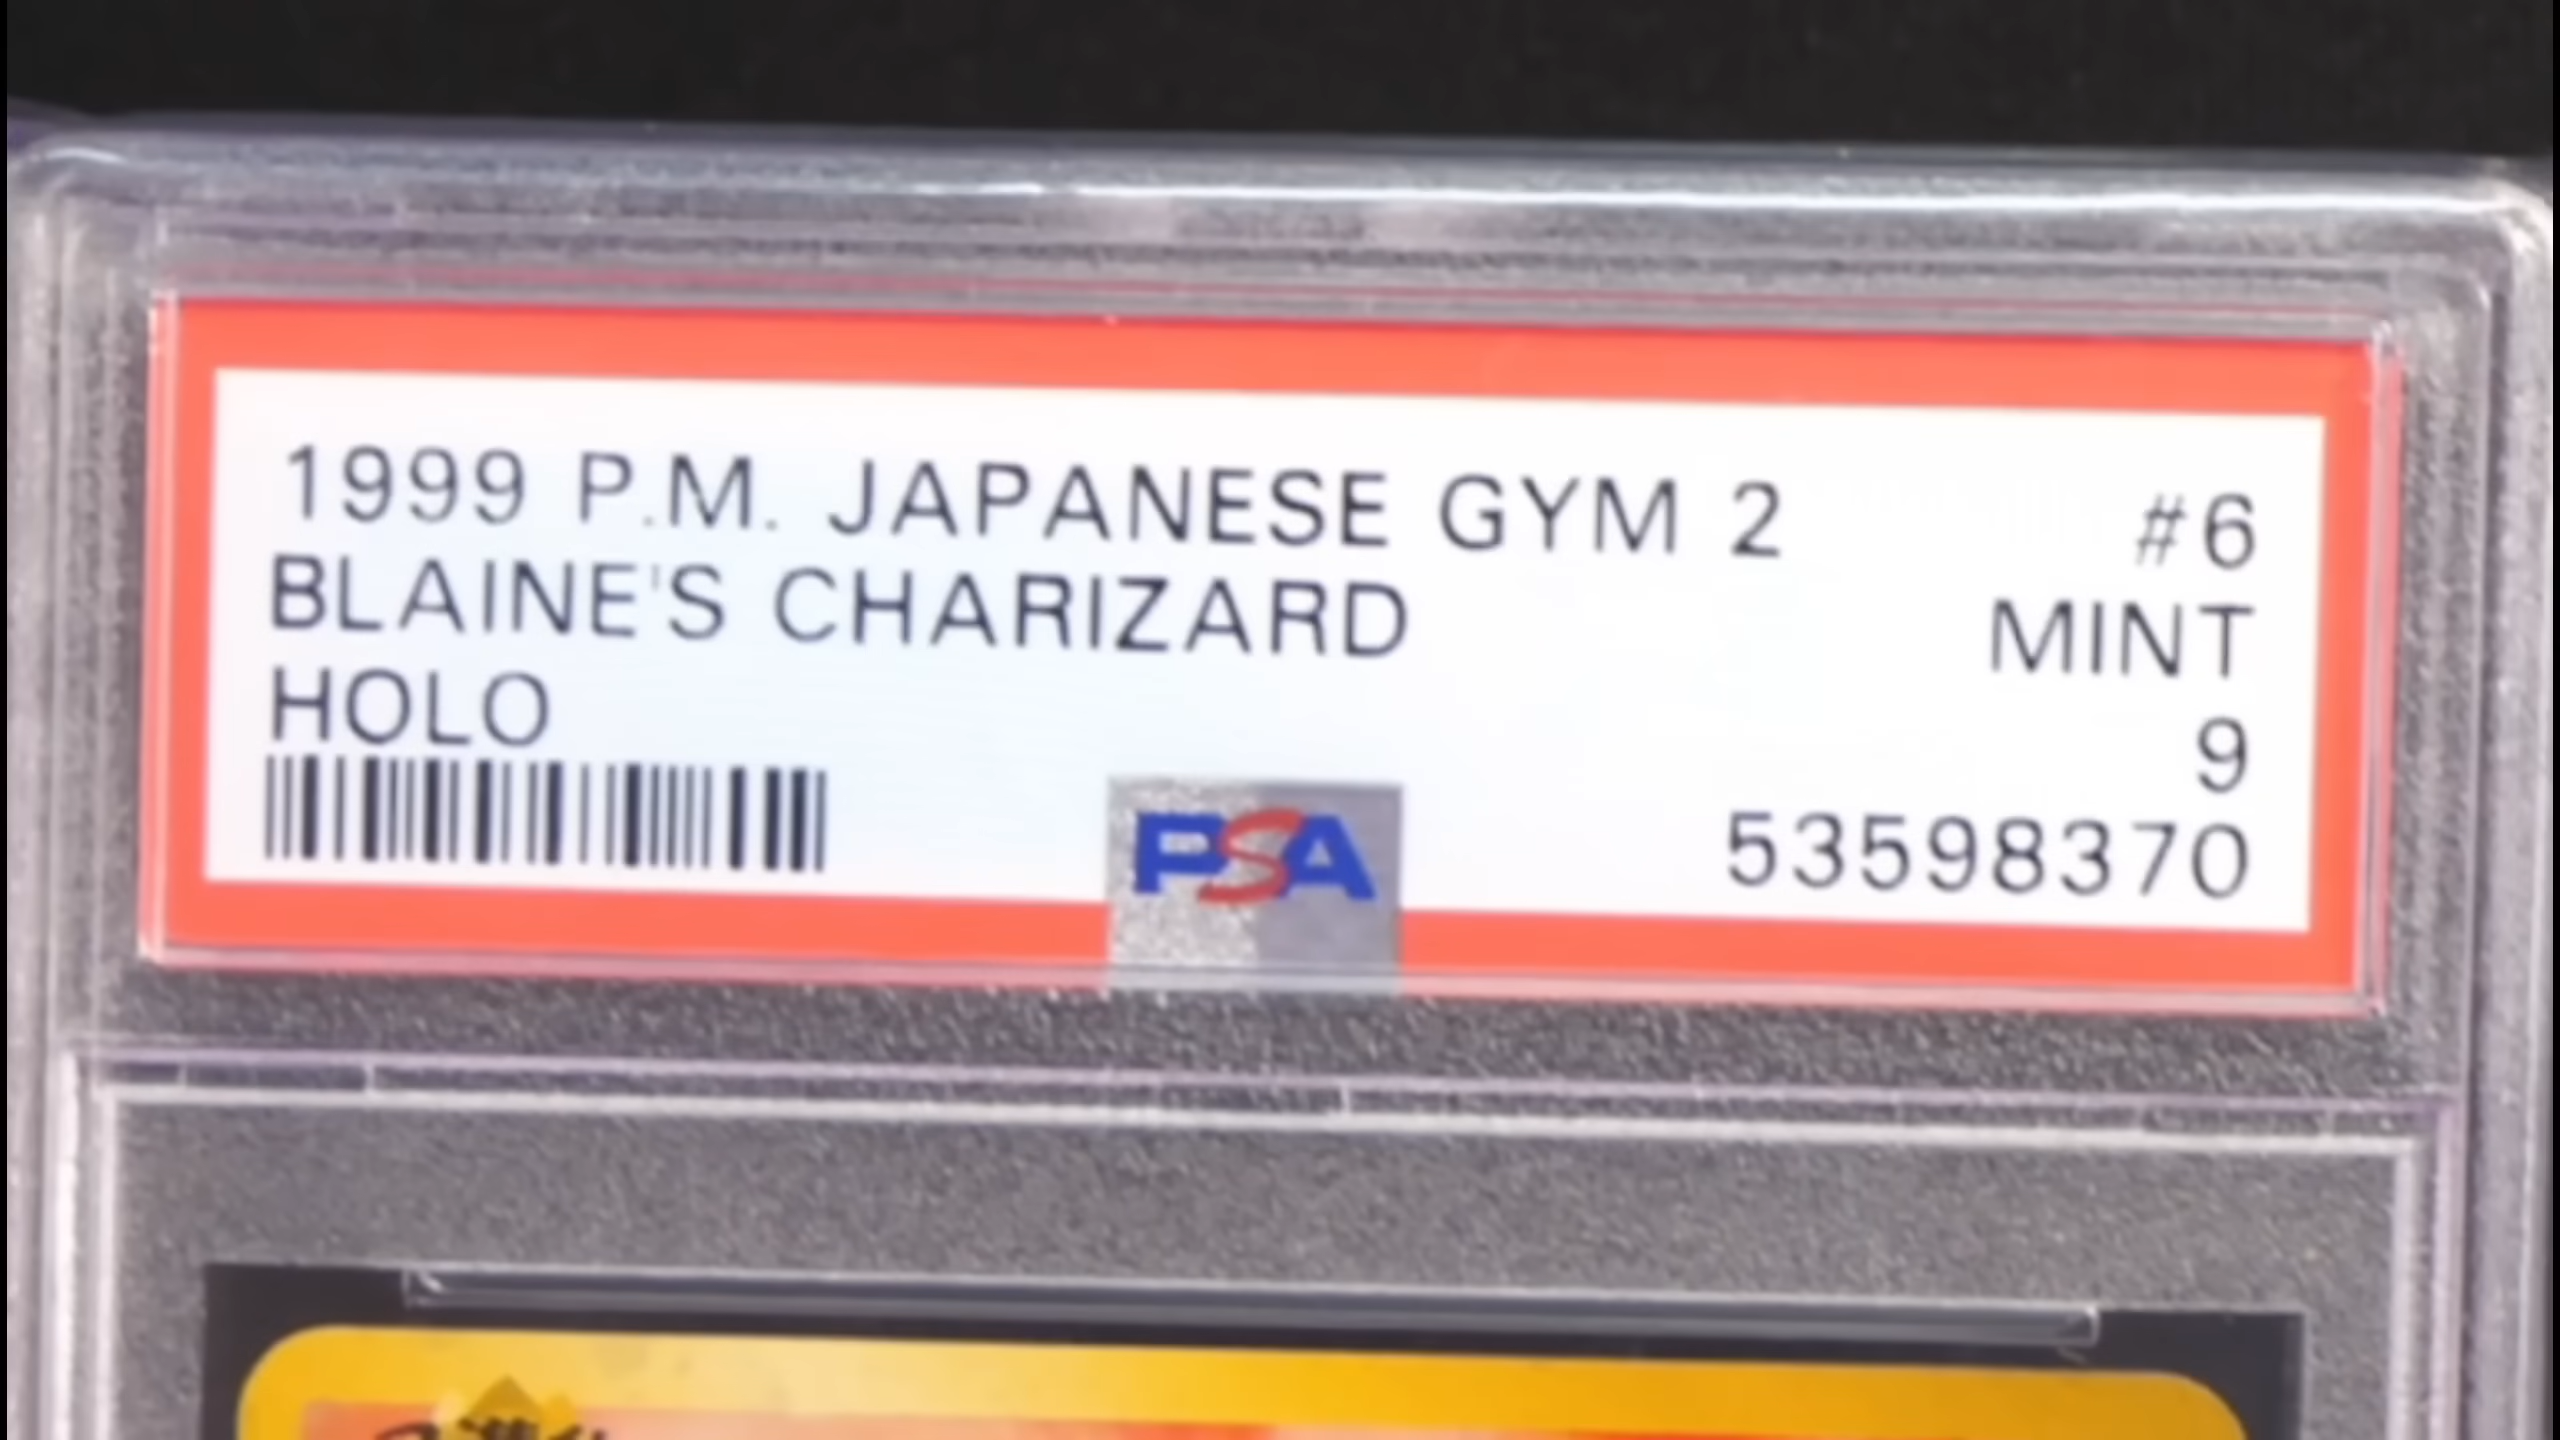 1999 P.M. JAPANESE GYM 2 #6
BLAINE'S CHARIZARD MINT
HOLO 9
PSA 53598370